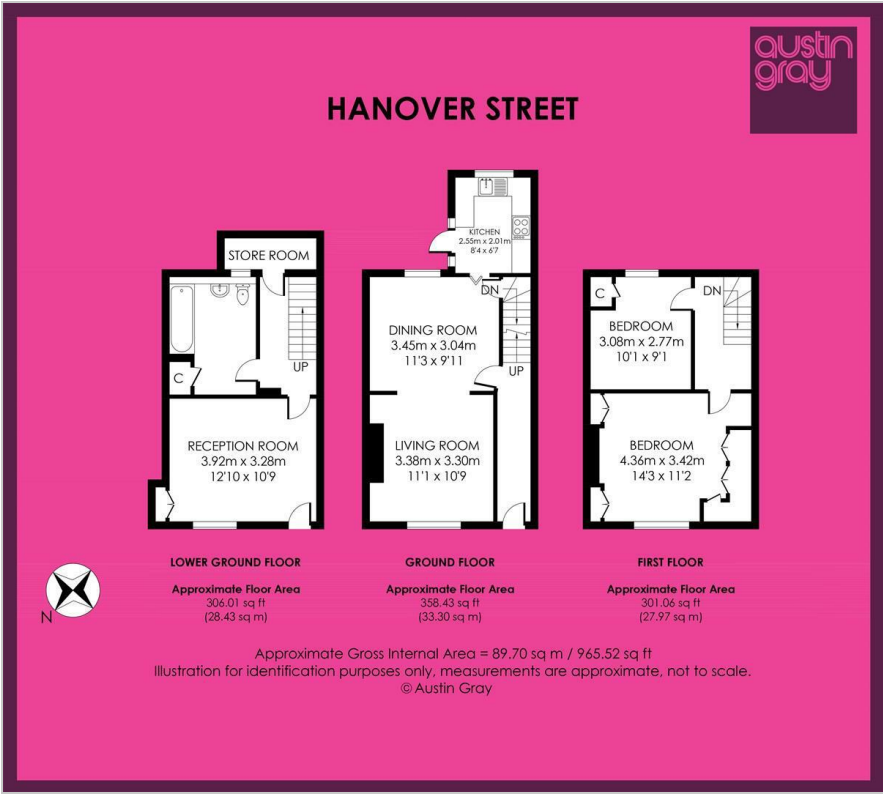 austin
gray
HANOVER STREET
STORE ROOM
C
UP
RECEPTION ROOM
3.92m x 3.28m
12'10 x 10'9
KITCHEN
2.55m x 2.01m
8'4 x 6'7
DN
DINING ROOM
3.45m x 3.04m
11'3 x 9'11
UP
LIVING ROOM
3.38m x 3.30m
11'1 x 10'9
C
DN
BEDROOM
3.08m x 2.77m
10'1 x 9'1
BEDROOM
4.36m x 3.42m
14'3 x 11'2
LOWER GROUND FLOOR
Approximate Floor Area
306.01 sq ft
(28.43 sq m)
GROUND FLOOR
Approximate Floor Area
358.43 sq ft
(33.30 sq m)
FIRST FLOOR
Approximate Floor Area
301.06 sq ft
(27.97 sq m)
N
Approximate Gross Internal Area = 89.70 sq m / 965.52 sq ft
Illustration for identification purposes only, measurements are approximate, not to scale.
© Austin Gray